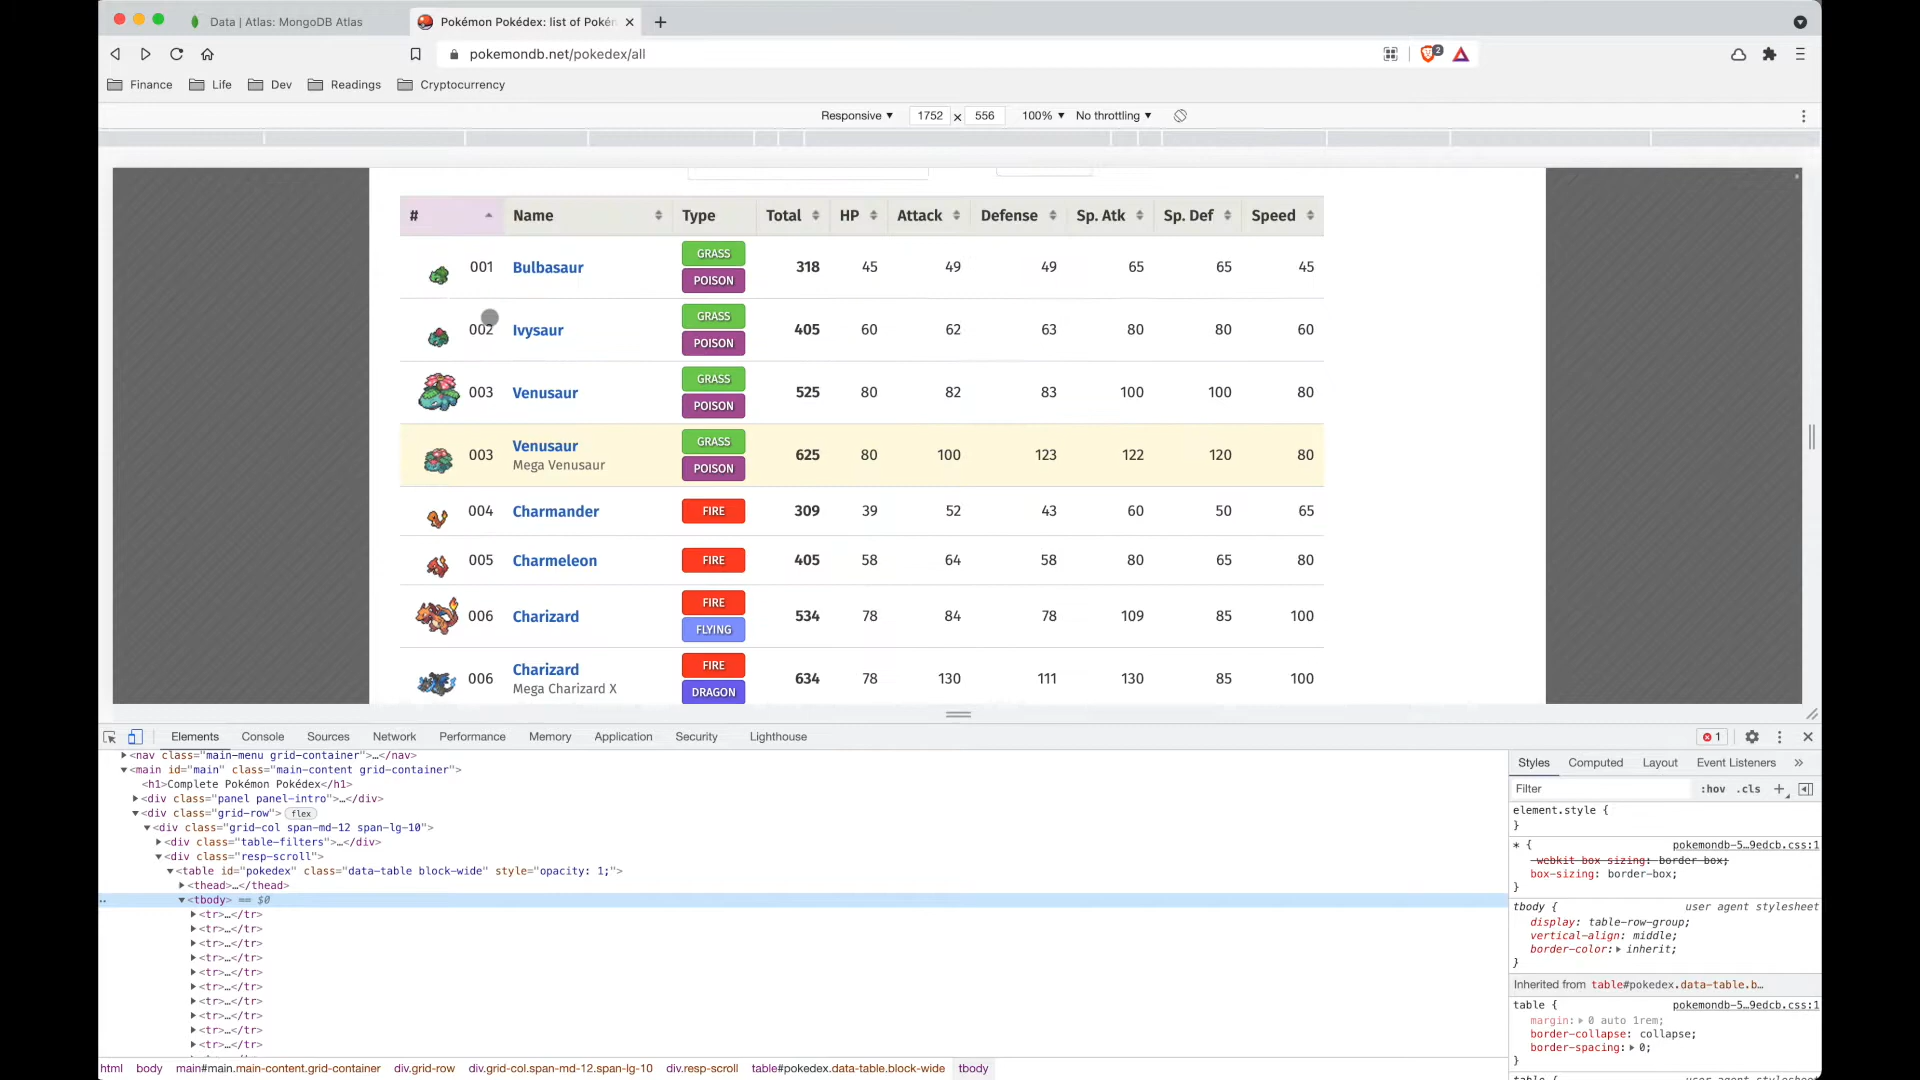 Data | Atlas: MongoDB Atlas
Pokémon Pokédex: list of Pokén
pokemondb.net/pokedex/all
2
Finance Life Dev Readings Cryptocurrency
Responsive 1752 × 556 100% No throttling
# Name Type Total HP Attack Defense Sp. Atk Sp. Def Speed
001 Bulbasaur GRASS POISON 318 45 49 49 65 65 45
002 Ivysaur GRASS POISON 405 60 62 63 80 80 60
003 Venusaur GRASS POISON 525 80 82 83 100 100 80
003 Venusaur Mega Venusaur GRASS POISON 625 80 100 123 122 120 80
004 Charmander FIRE 309 39 52 43 60 50 65
005 Charmeleon FIRE 405 58 64 58 80 65 80
006 Charizard FIRE FLYING 534 78 84 78 109 85 100
006 Charizard Mega Charizard X FIRE DRAGON 634 78 130 111 130 85 100
Elements Console Sources Network Performance Memory Application Security Lighthouse 1
<nav class="main-menu grid-container">…</nav>
<main id="main" class="main-content grid-container">
<h1>Complete Pokémon Pokédex</h1>
<div class="panel panel-intro">…</div>
<div class="grid-row"> flex
<div class="grid-col span-md-12 span-lg-10">
<div class="table-filters">…</div>
<div class="resp-scroll">
<table id="pokedex" class="data-table block-wide" style="opacity: 1;">
<thead>…</thead>
<tbody> == $0
<tr>…</tr>
<tr>…</tr>
<tr>…</tr>
<tr>…</tr>
<tr>…</tr>
<tr>…</tr>
<tr>…</tr>
<tr>…</tr>
<tr>…</tr>
<tr>…</tr>
html body main#main.main-content.grid-container div.grid-row div.grid-col.span-md-12.span-lg-10 div.resp-scroll table#pokedex.data-table.block-wide tbody
Styles Computed Layout Event Listeners »
Filter :hov .cls +
element.style {
}
* { pokemondb-5…9edcb.css:1
-webkit-box-sizing: border-box;
box-sizing: border-box;
}
tbody { user agent stylesheet
display: table-row-group;
vertical-align: middle;
border-color: inherit;
}
Inherited from table#pokedex.data-table.b…
table { pokemondb-5…9edcb.css:1
margin: 0 auto 1rem;
border-collapse: collapse;
border-spacing: 0;
}